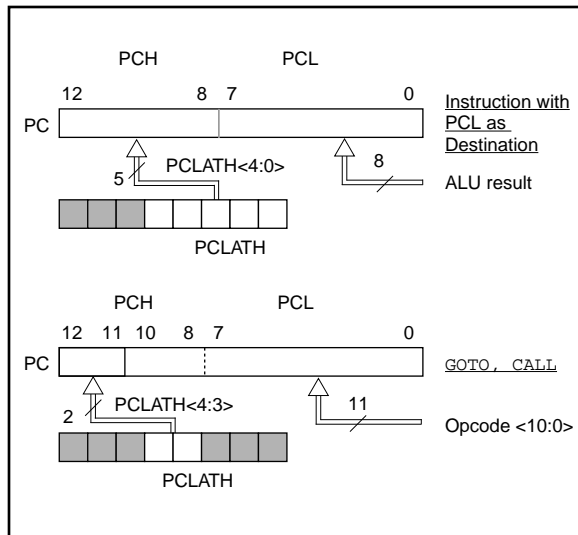 PCH PCL
12 8 7 0
PC
Instruction with
PCL as
Destination
PCLATH<4:0>
5
8
ALU result
PCLATH
PCH PCL
12 11 10 8 7 0
PC
GOTO, CALL
PCLATH<4:3>
2
11
Opcode <10:0>
PCLATH